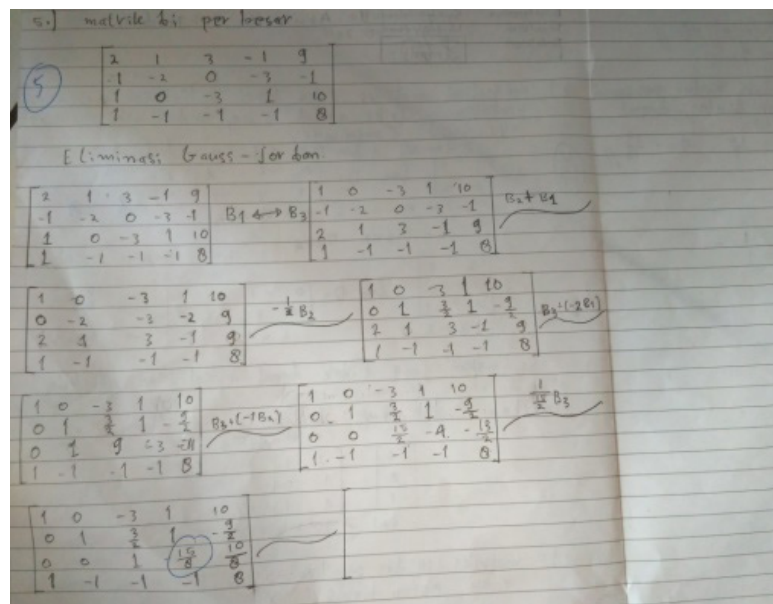 5.] matriks bi perbesar
2 1 3 -1 9
-1 -2 0 -3 -1
1 0 -3 1 10
1 -1 -1 -1 8
5
Eliminasi Gauss-Jordan
2 1 3 -1 9
-1 -2 0 -3 -1
1 0 -3 1 10
1 -1 -1 -1 8
B1 ↔ B3
1 0 -3 1 10
-1 -2 0 -3 -1
2 1 3 -1 9
1 -1 -1 -1 8
B2 + B1
1 0 -3 1 10
0 -2 -3 -2 9
2 1 3 -1 9
1 -1 -1 -1 8
-1/2 B2
1 0 -3 1 10
0 1 3/2 1 -9/2
2 1 3 -1 9
1 -1 -1 -1 8
B3+(-2B1)
1 0 -3 1 10
0 1 3/2 1 -9/2
0 1 9 -3 -11
1 -1 -1 -1 8
B3+(-1B2)
1 0 -3 1 10
0 1 3/2 1 -9/2
0 0 15/2 -4 -13/2
1 -1 -1 -1 8
1/15/2 B3
1 0 -3 1 10
0 1 3/2 1 -9/2
0 0 1 15/8 10/8
1 -1 -1 -1 8